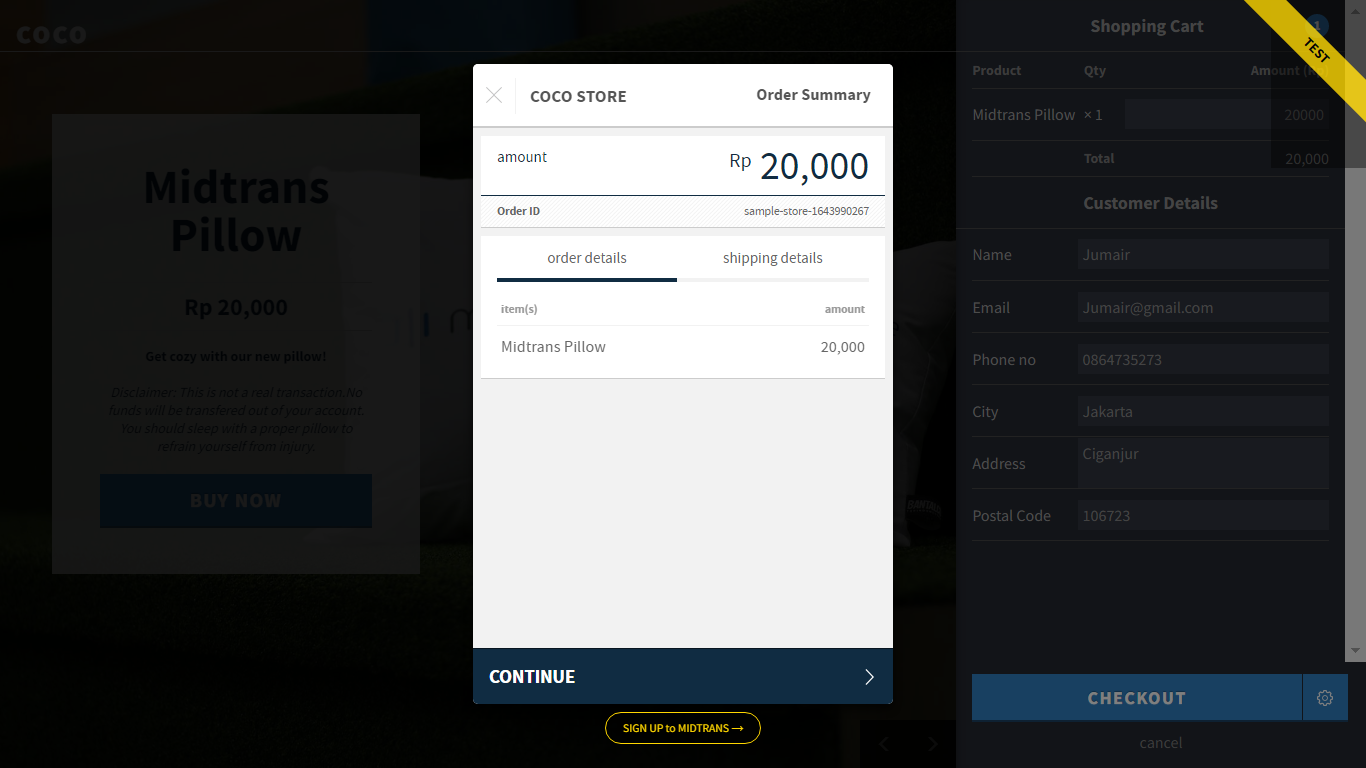 coco
Midtrans
Pillow
Rp 20,000
Get cozy with our new pillow!
Disclaimer: This is not a real transaction.No
funds will be transfered out of your account.
You should sleep with a proper pillow to
refrain yourself from injury.
BUY NOW
COCO STORE
Order Summary
amount
Rp 20,000
Order ID
sample-store-1643990267
order details
shipping details
item(s)
amount
Midtrans Pillow
20,000
CONTINUE
SIGN UP to MIDTRANS →
Shopping Cart
1
TEST
Product Qty Amount
Midtrans Pillow × 1 20000
Total 20,000
Customer Details
Name Jumair
Email Jumair@gmail.com
Phone no 0864735273
City Jakarta
Address Ciganjur
Postal Code 106723
CHECKOUT
cancel